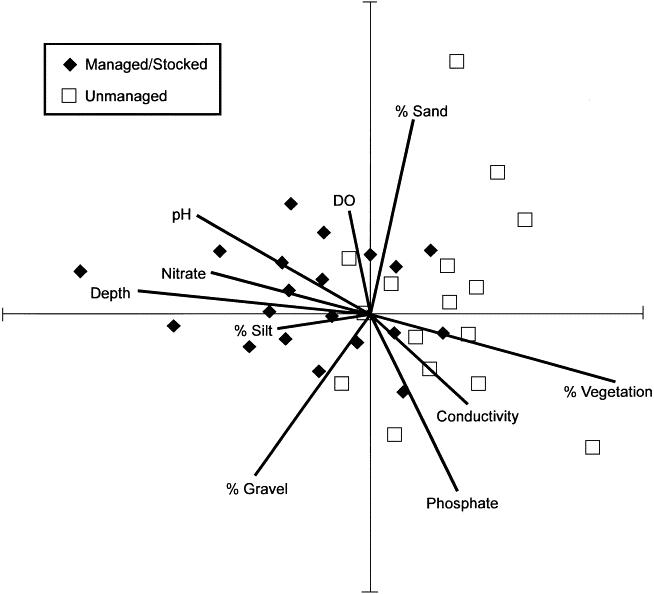 Managed/Stocked
Unmanaged
% Sand
DO
pH
Nitrate
Depth
% Silt
% Vegetation
Conductivity
% Gravel
Phosphate